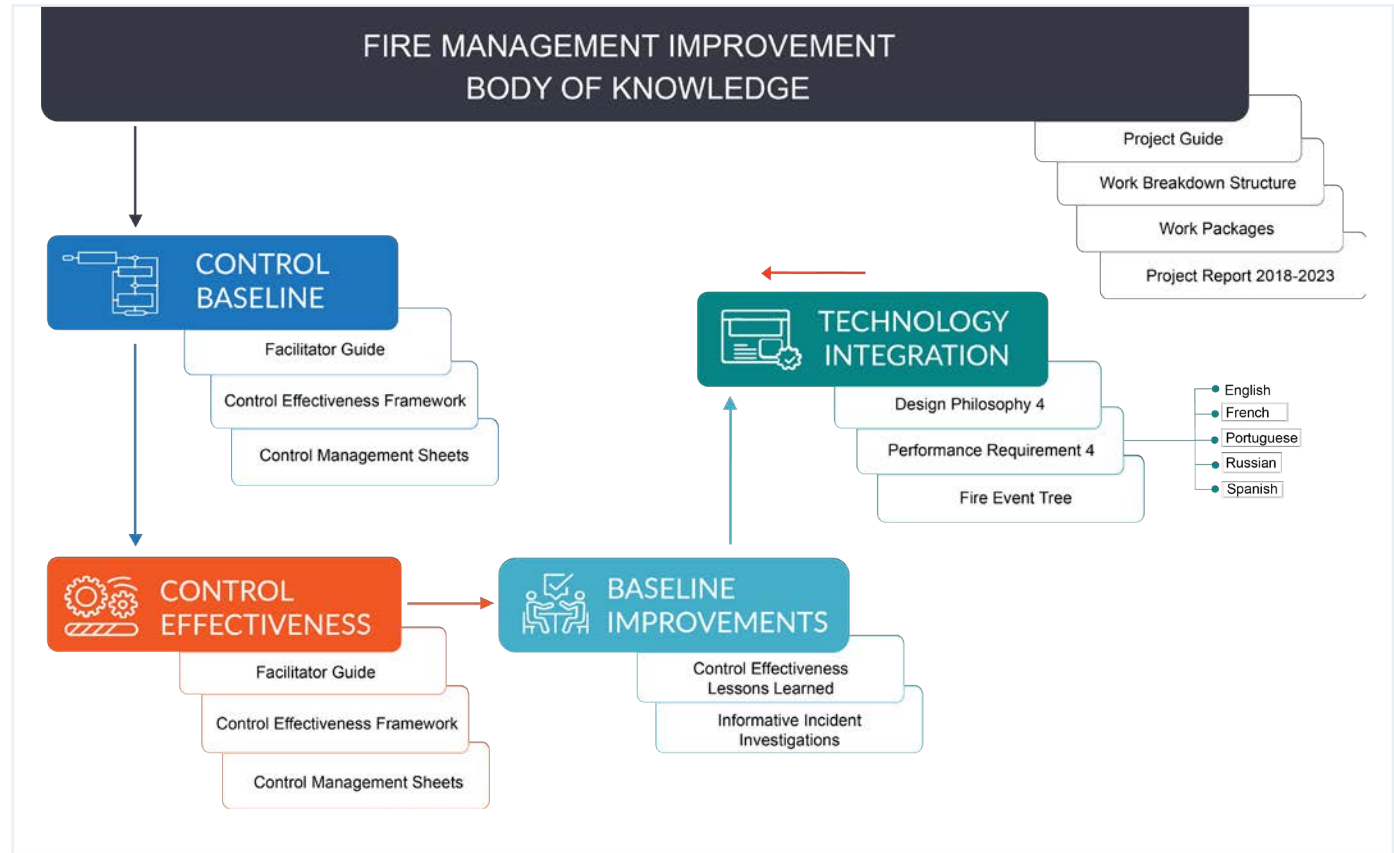 FIRE MANAGEMENT IMPROVEMENT
BODY OF KNOWLEDGE
Project Guide
Work Breakdown Structure
Work Packages
Project Report 2018-2023
CONTROL
BASELINE
Facilitator Guide
Control Effectiveness Framework
Control Management Sheets
TECHNOLOGY
INTEGRATION
Design Philosophy 4
Performance Requirement 4
Fire Event Tree
English
French
Portuguese
Russian
Spanish
CONTROL
EFFECTIVENESS
Facilitator Guide
Control Effectiveness Framework
Control Management Sheets
BASELINE
IMPROVEMENTS
Control Effectiveness
Lessons Learned
Informative Incident
Investigations